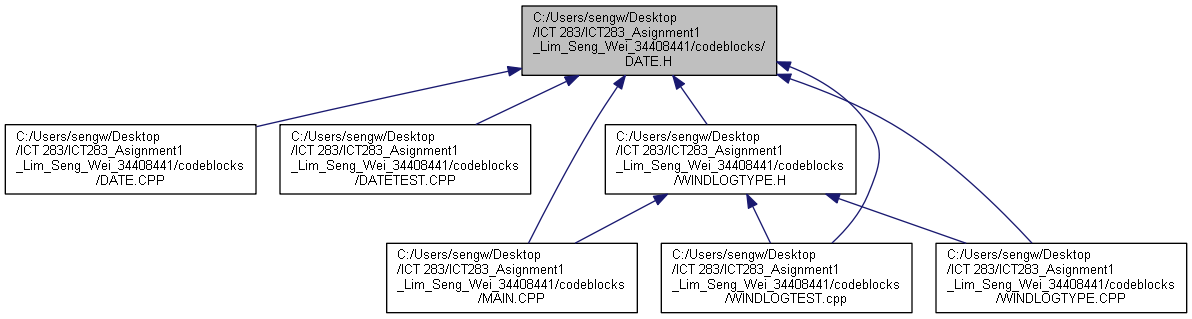 C:/Users/sengw/Desktop
/ICT 283/ICT283_Asignment1
_Lim_Seng_Wei_34408441/codeblocks/
DATE.H
C:/Users/sengw/Desktop
/ICT 283/ICT283_Asignment1
_Lim_Seng_Wei_34408441/codeblocks
/DATE.CPP
C:/Users/sengw/Desktop
/ICT 283/ICT283_Asignment1
_Lim_Seng_Wei_34408441/codeblocks
/DATETEST.CPP
C:/Users/sengw/Desktop
/ICT 283/ICT283_Asignment1
_Lim_Seng_Wei_34408441/codeblocks
/WINDLOGTYPE.H
C:/Users/sengw/Desktop
/ICT 283/ICT283_Asignment1
_Lim_Seng_Wei_34408441/codeblocks
/MAIN.CPP
C:/Users/sengw/Desktop
/ICT 283/ICT283_Asignment1
_Lim_Seng_Wei_34408441/codeblocks
/WINDLOGTEST.cpp
C:/Users/sengw/Desktop
/ICT 283/ICT283_Asignment1
_Lim_Seng_Wei_34408441/codeblocks
/WINDLOGTYPE.CPP